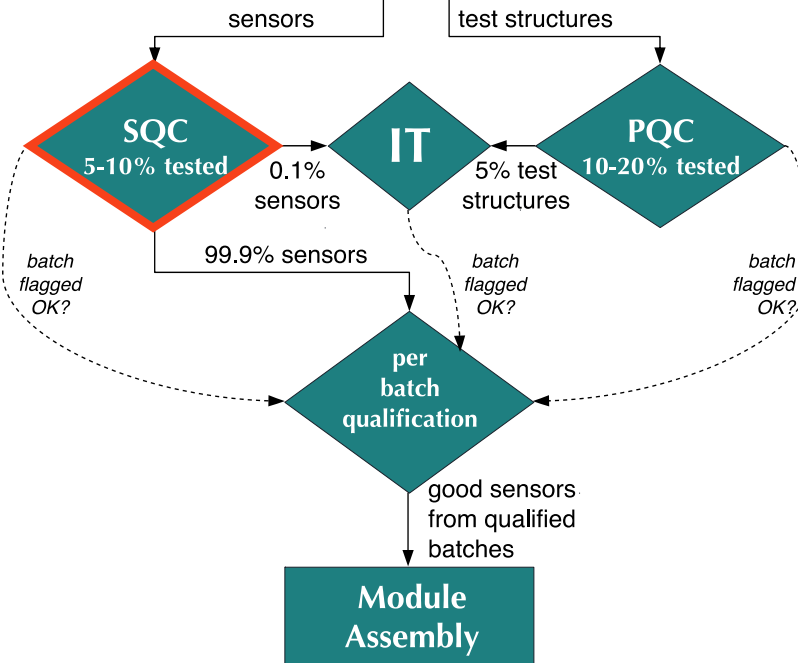 sensors
test structures
SQC
5-10% tested
IT
PQC
10-20% tested
0.1%
sensors
5% test
structures
99.9% sensors
batch
flagged
OK?
batch
flagged
OK?
batch
flagged
OK?
per
batch
qualification
good sensors
from qualified
batches
Module
Assembly